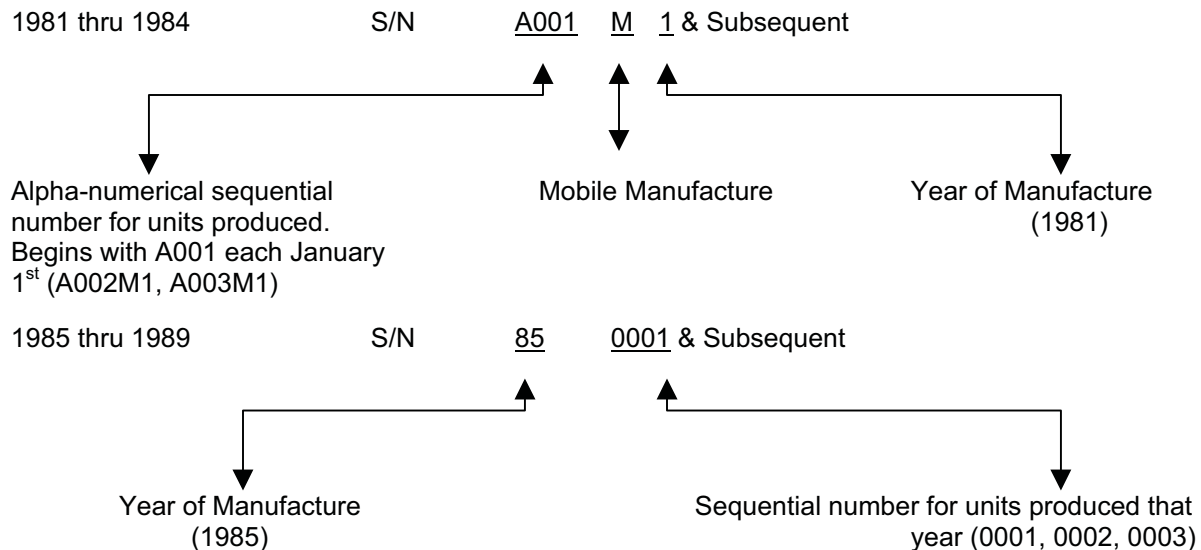 1981 thru 1984 S/N A001 M 1 & Subsequent
Alpha-numerical sequential
number for units produced.
Begins with A001 each January
1st (A002M1, A003M1)
Mobile Manufacture
Year of Manufacture
(1981)
1985 thru 1989 S/N 85 0001 & Subsequent
Year of Manufacture
(1985)
Sequential number for units produced that
year (0001, 0002, 0003)